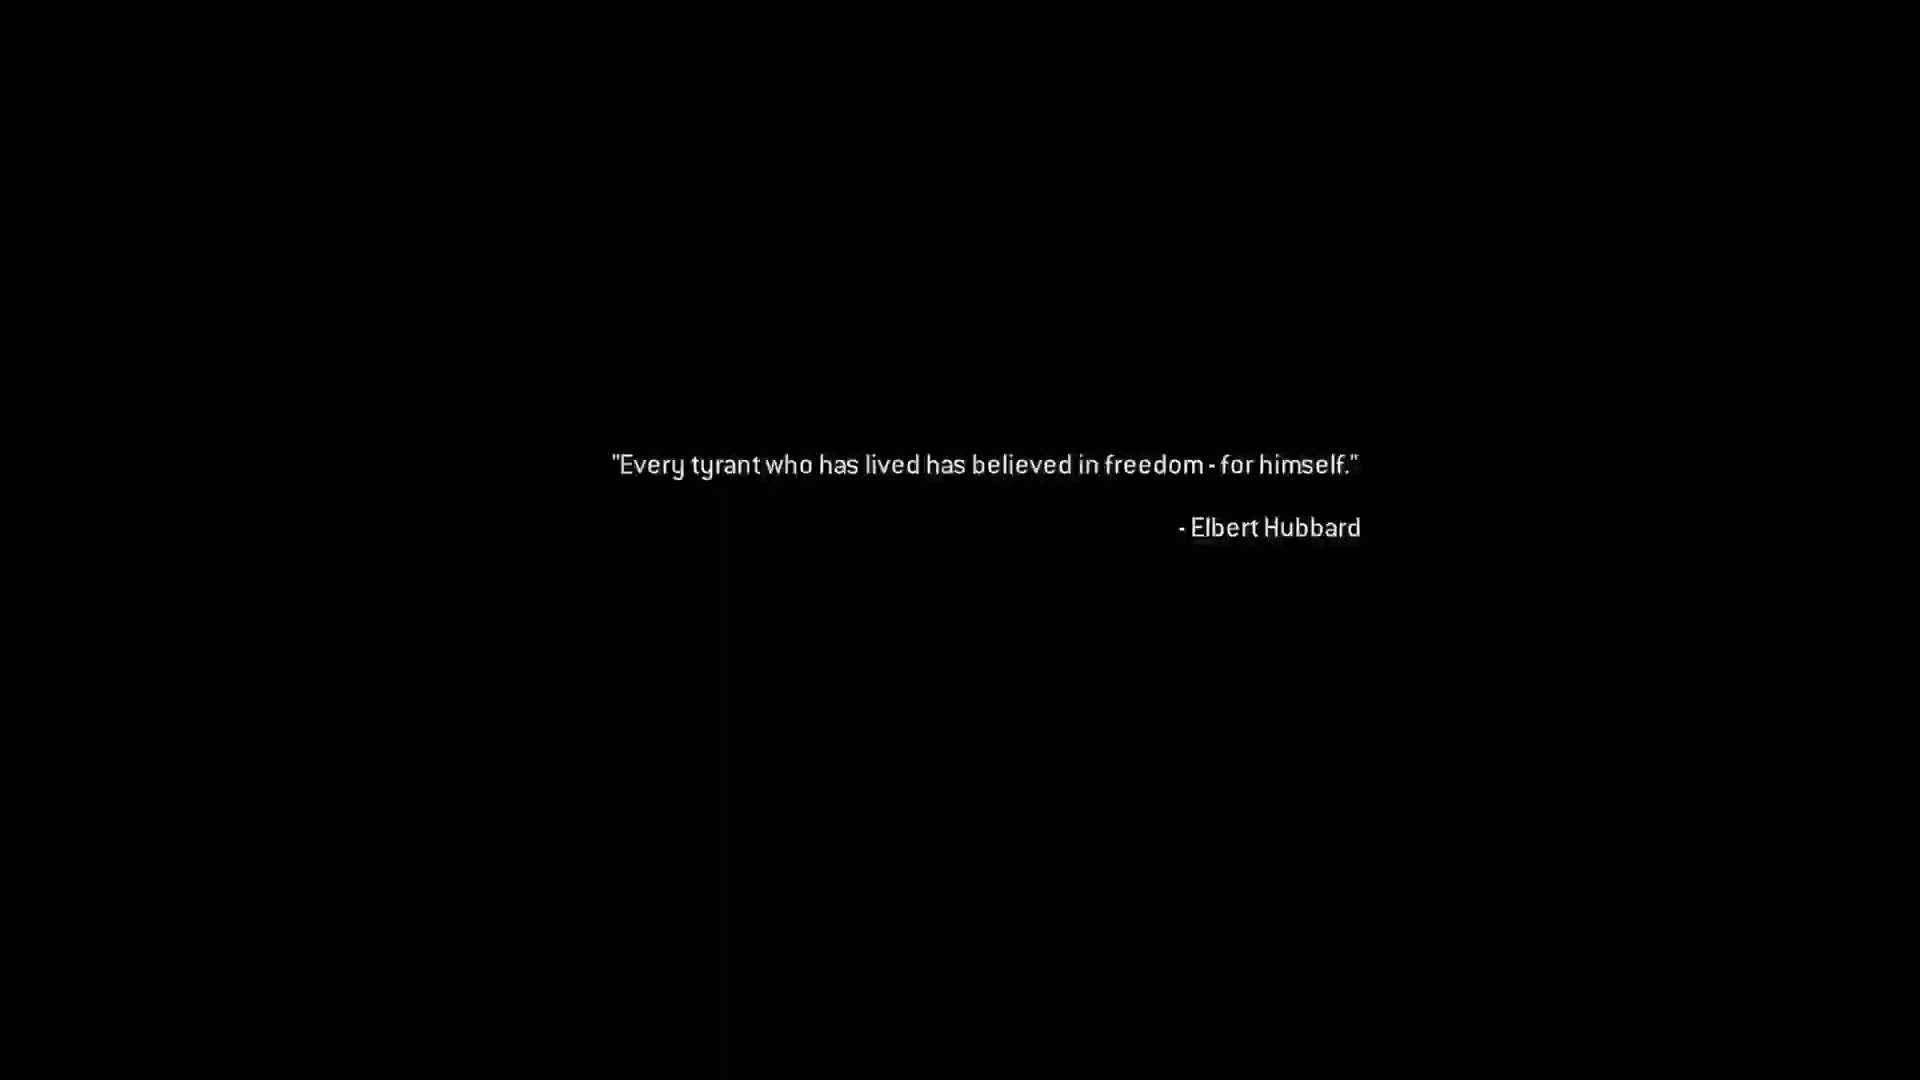 "Every tyrant who has lived has believed in freedom - for himself."
- Elbert Hubbard